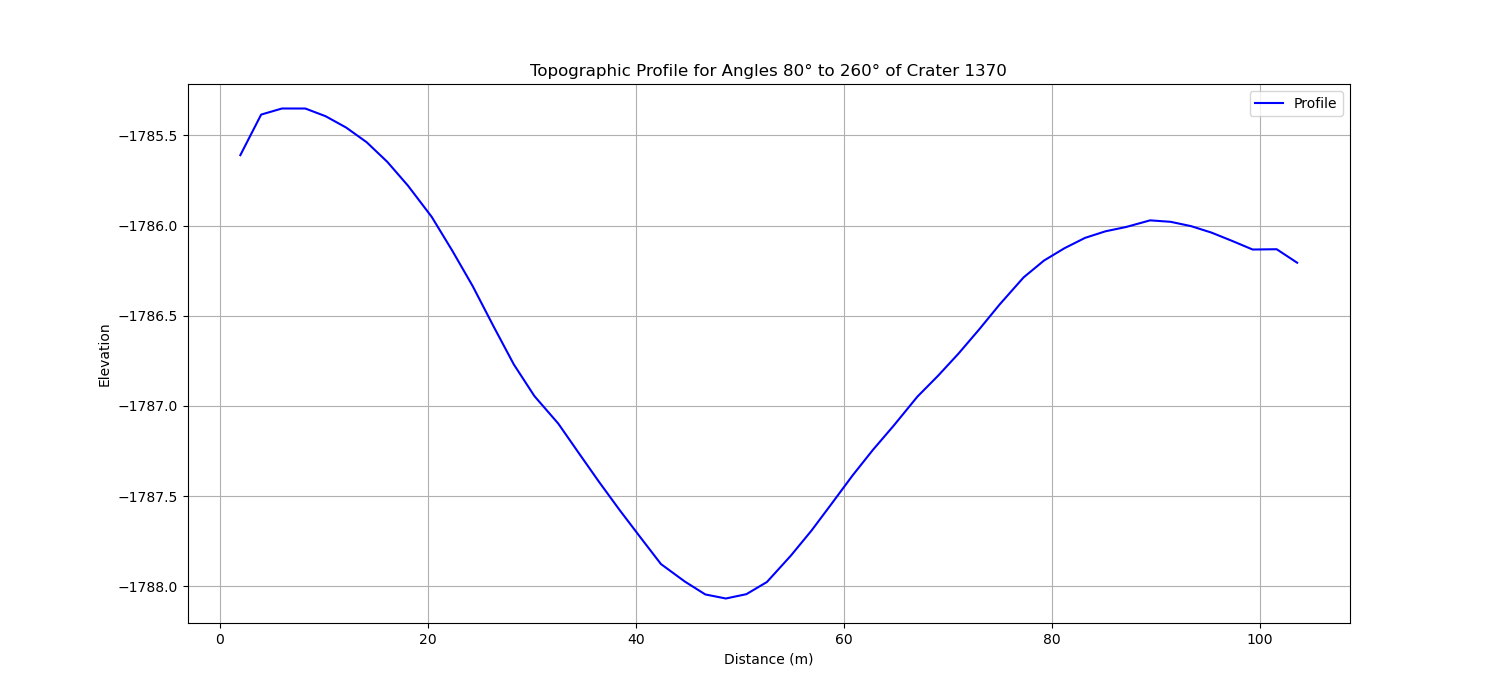 Topographic Profile for Angles 80° to 260° of Crater 1370
Profile
−1785.5
−1786.0
−1786.5
−1787.0
−1787.5
−1788.0
Elevation
0 20 40 60 80 100
Distance (m)